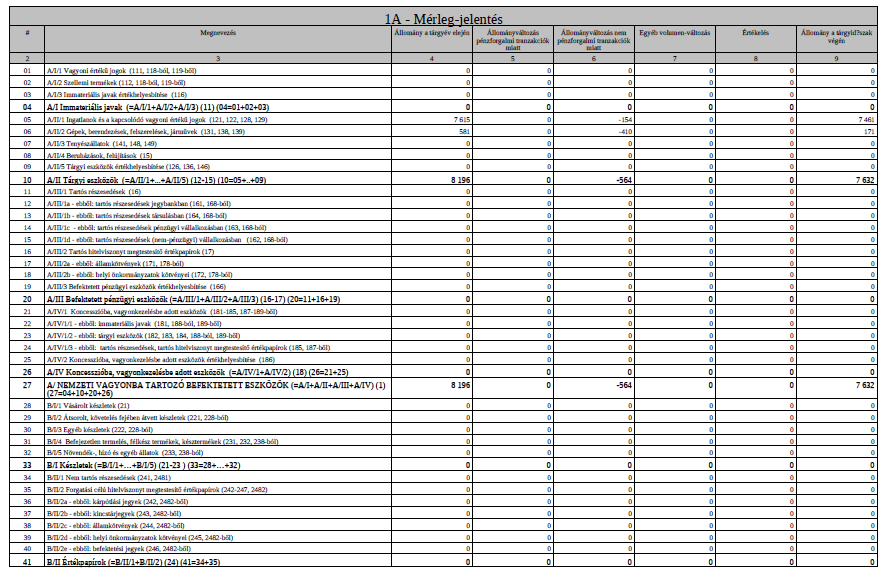 1A - Mérleg-jelentés
# Megnevezés Állomány a tárgyév elején Állományváltozás pénzforgalmi tranzakciók miatt Állományváltozás nem pénzforgalmi tranzakciók miatt Egyéb volumen-változás Értékelés Állomány a tárgyid?szak végén
2 3 4 5 6 7 8 9
01 A/I/1 Vagyoni értékű jogok (111, 118-ból, 119-ből) 0 0 0 0 0 0
02 A/I/2 Szellemi termékek (112, 118-ból, 119-ből) 0 0 0 0 0 0
03 A/I/3 Immateriális javak értékhelyesbítése (116) 0 0 0 0 0 0
04 A/I Immateriális javak (=A/I/1+A/I/2+A/I/3) (11) (04=01+02+03) 0 0 0 0 0 0
05 A/II/1 Ingatlanok és a kapcsolódó vagyoni értékű jogok (121, 122, 128, 129) 7 615 0 -154 0 0 7 461
06 A/II/2 Gépek, berendezések, felszerelések, járművek (131, 138, 139) 581 0 -410 0 0 171
07 A/II/3 Tenyészállatok (141, 148, 149) 0 0 0 0 0 0
08 A/II/4 Beruházások, felújítások (15) 0 0 0 0 0 0
09 A/II/5 Tárgyi eszközök értékhelyesbítése (126, 136, 146) 0 0 0 0 0 0
10 A/II Tárgyi eszközök (=A/II/1+...+A/II/5) (12-15) (10=05+..+09) 8 196 0 -564 0 0 7 632
11 A/III/1 Tartós részesedések (16) 0 0 0 0 0 0
12 A/III/1a - ebből: tartós részesedések jegybankban (161, 168-ból) 0 0 0 0 0 0
13 A/III/1b - ebből: tartós részesedések társulásban (164, 168-ból) 0 0 0 0 0 0
14 A/III/1c - ebből: tartós részesedések pénzügyi vállalkozásban (163, 168-ból) 0 0 0 0 0 0
15 A/III/1d - ebből: tartós részesedések (nem-pénzügyi) vállalkozásban (162, 168-ból) 0 0 0 0 0 0
16 A/III/2 Tartós hitelviszonyt megtestesítő értékpapírok (17) 0 0 0 0 0 0
17 A/III/2a - ebből: államkötvények (171, 178-ból) 0 0 0 0 0 0
18 A/III/2b - ebből: helyi önkormányzatok kötvényei (172, 178-ból) 0 0 0 0 0 0
19 A/III/3 Befektetett pénzügyi eszközök értékhelyesbítése (166) 0 0 0 0 0 0
20 A/III Befektetett pénzügyi eszközök (=A/III/1+A/III/2+A/III/3) (16-17) (20=11+16+19) 0 0 0 0 0 0
21 A/IV/1 Koncesszióba, vagyonkezelésbe adott eszközök (181-185, 187-189-ből) 0 0 0 0 0 0
22 A/IV/1/1 - ebből: immateriális javak (181, 188-ból, 189-ből) 0 0 0 0 0 0
23 A/IV/1/2 - ebből: tárgyi eszközök (182, 183, 184, 188-ból, 189-ből) 0 0 0 0 0 0
24 A/IV/1/3 - ebből: tartós részesedések, tartós hitelviszonyt megtestesítő értékpapírok (185, 187-ből) 0 0 0 0 0 0
25 A/IV/2 Koncesszióba, vagyonkezelésbe adott eszközök értékhelyesbítése (186) 0 0 0 0 0 0
26 A/IV Koncesszióba, vagyonkezelésbe adott eszközök (=A/IV/1+A/IV/2) (18) (26=21+25) 0 0 0 0 0 0
27 A/ NEMZETI VAGYONBA TARTOZÓ BEFEKTETETT ESZKÖZÖK (=A/I+A/II+A/III+A/IV) (1) 8 196 0 -564 0 0 7 632
(27=04+10+20+26)
28 B/I/1 Vásárolt készletek (21) 0 0 0 0 0 0
29 B/I/2 Átsorolt, követelés fejében átvett készletek (221, 228-ból) 0 0 0 0 0 0
30 B/I/3 Egyéb készletek (222, 228-ból) 0 0 0 0 0 0
31 B/I/4 Befejezetlen termelés, félkész termékek, késztermékek (231, 232, 238-ból) 0 0 0 0 0 0
32 B/I/5 Növendék-, hízó és egyéb állatok (233, 238-ból) 0 0 0 0 0 0
33 B/I Készletek (=B/I/1+…+B/I/5) (21-23 ) (33=28+…+32) 0 0 0 0 0 0
34 B/II/1 Nem tartós részesedések (241, 2481) 0 0 0 0 0 0
35 B/II/2 Forgatási célú hitelviszonyt megtestesítő értékpapírok (242-247, 2482) 0 0 0 0 0 0
36 B/II/2a - ebből: kárpótlási jegyek (242, 2482-ből) 0 0 0 0 0 0
37 B/II/2b - ebből: kincstárjegyek (243, 2482-ből) 0 0 0 0 0 0
38 B/II/2c - ebből: államkötvények (244, 2482-ből) 0 0 0 0 0 0
39 B/II/2d - ebből: helyi önkormányzatok kötvényei (245, 2482-ből) 0 0 0 0 0 0
40 B/II/2e - ebből: befektetési jegyek (246, 2482-ből) 0 0 0 0 0 0
41 B/II Értékpapírok (=B/II/1+B/II/2) (24) (41=34+35) 0 0 0 0 0 0